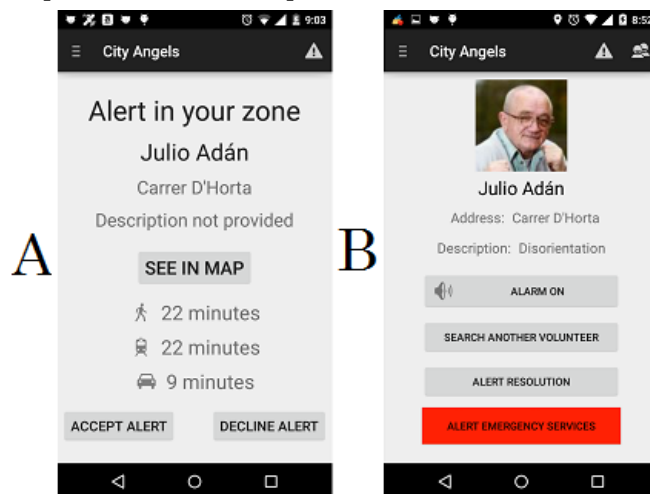 A
9:03
City Angels
Alert in your zone
Julio Adán
Carrer D'Horta
Description not provided
SEE IN MAP
22 minutes
22 minutes
9 minutes
ACCEPT ALERT
DECLINE ALERT
B
8:52
City Angels
Julio Adán
Address: Carrer D'Horta
Description: Disorientation
ALARM ON
SEARCH ANOTHER VOLUNTEER
ALERT RESOLUTION
ALERT EMERGENCY SERVICES